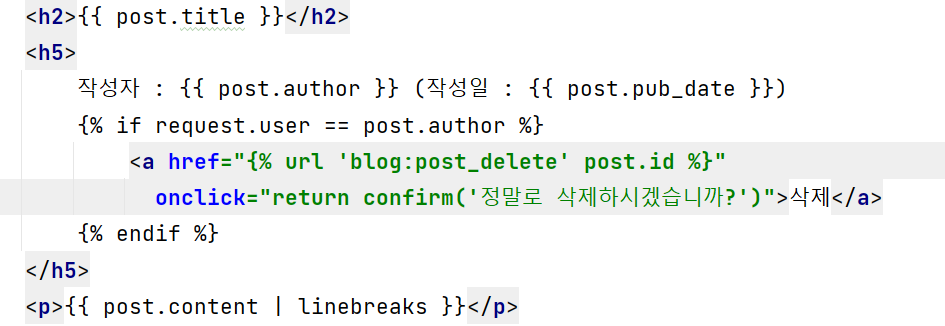 <h2>{{ post.title }}</h2>
<h5>
작성자 : {{ post.author }} (작성일 : {{ post.pub_date }})
{% if request.user == post.author %}
<a href="{% url 'blog:post_delete' post.id %}"
onclick="return confirm('정말로 삭제하시겠습니까?')">삭제</a>
{% endif %}
</h5>
<p>{{ post.content | linebreaks }}</p>